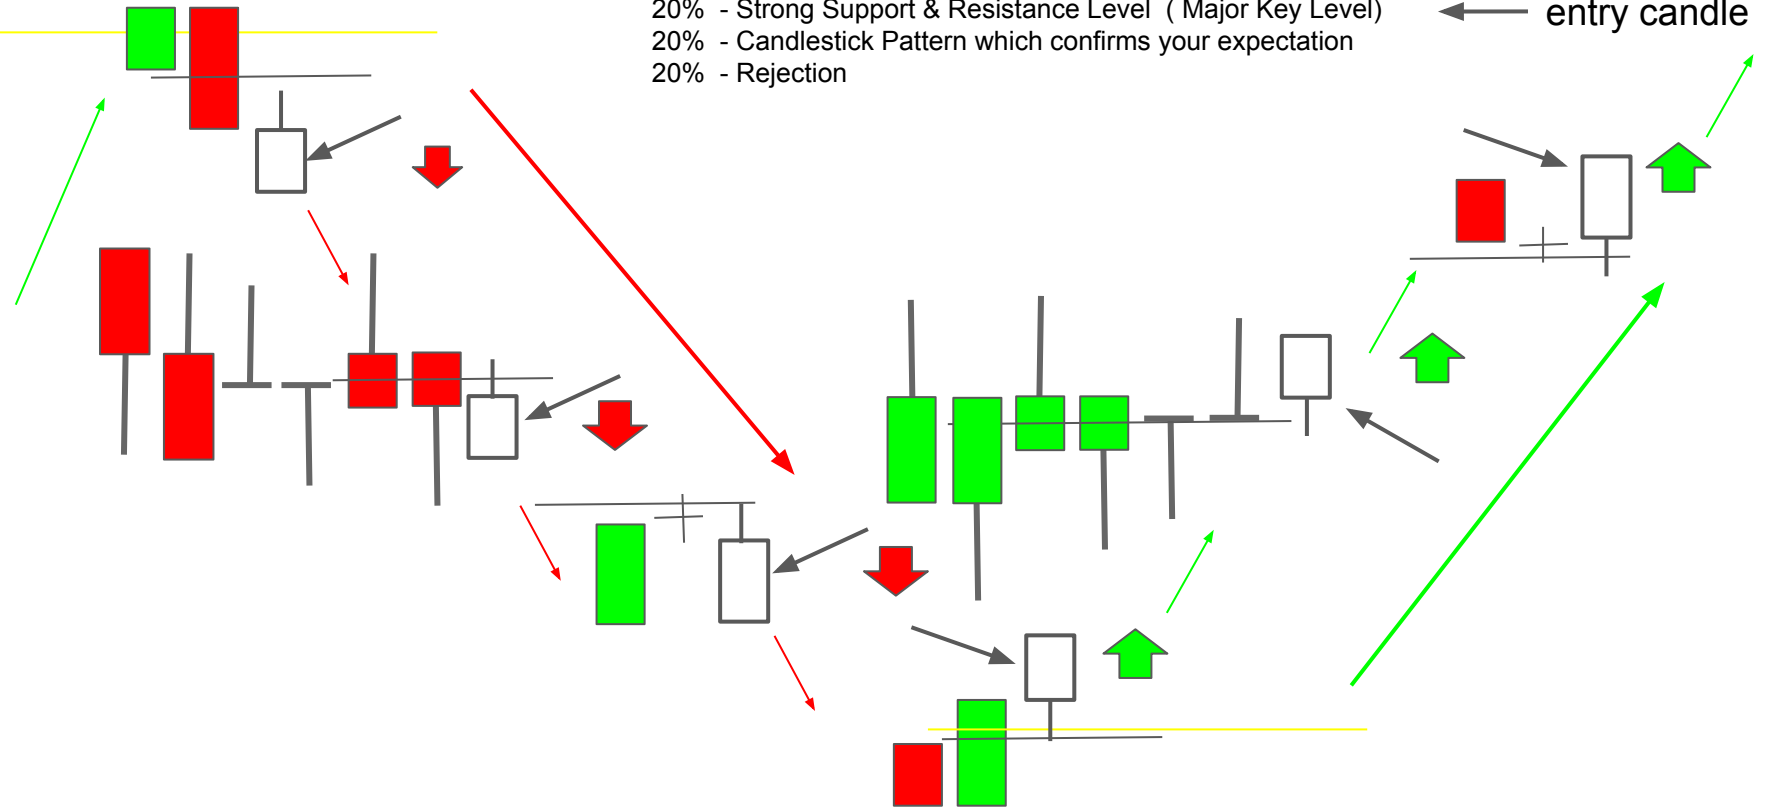 20% - Strong Support & Resistance Level ( Major Key Level)
20% - Candlestick Pattern which confirms your expectation
20% - Rejection
entry candle